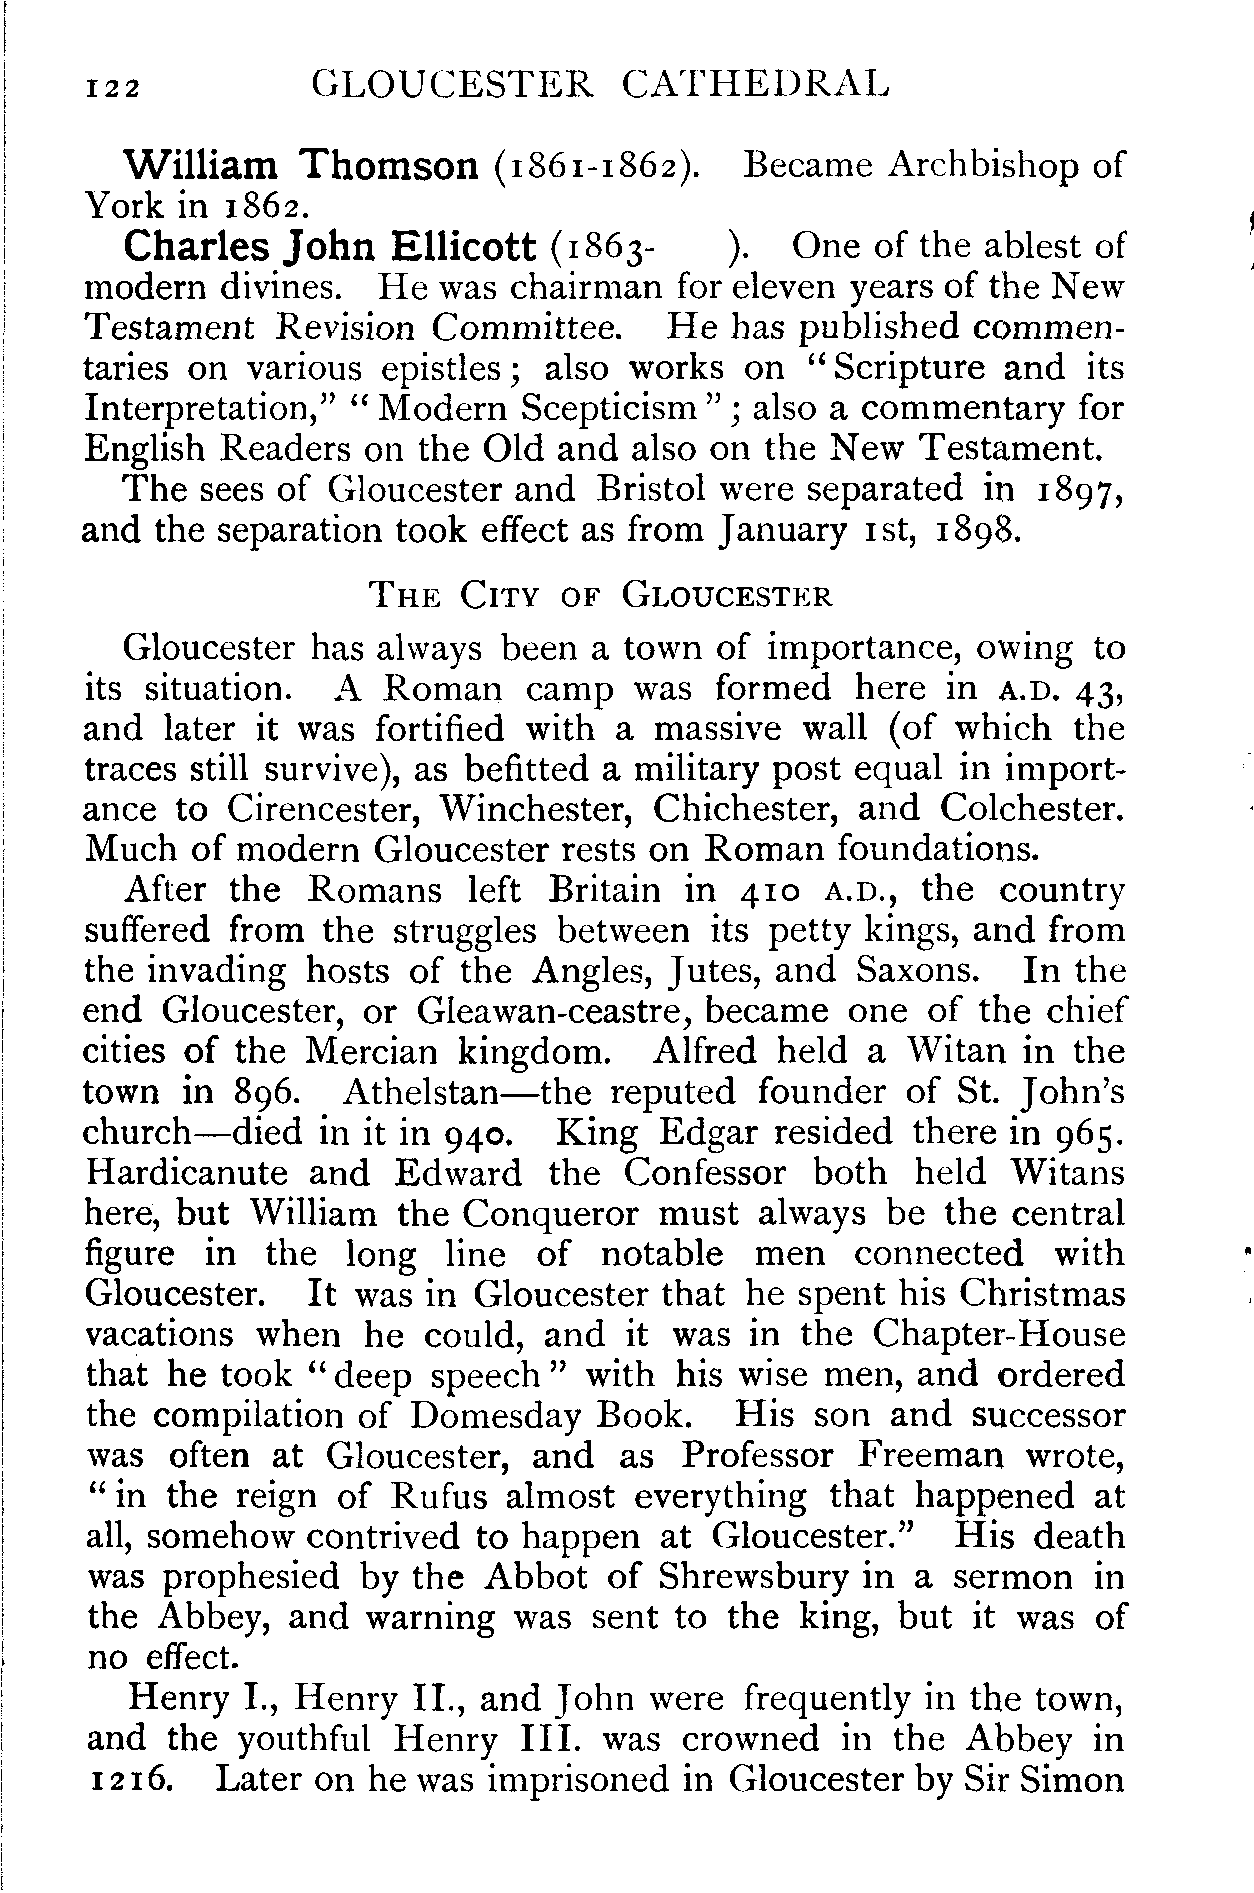 122 GLOUCESTER CATHEDRAL
William Thomson (1861-1862). Became Archbishop of
York in 1862.
Charles John Ellicott (1863- ). One of the ablest of
modern divines. He was chairman for eleven years of the New
Testament Revision Committee. He has published commen-
taries on various epistles; also works on "Scripture and its
Interpretation," "Modern Scepticism"; also a commentary for
English Readers on the Old and also on the New Testament.
The sees of Gloucester and Bristol were separated in 1897,
and the separation took effect as from January 1st, 1898.
THE CITY OF GLOUCESTER
Gloucester has always been a town of importance, owing to
its situation. A Roman camp was formed here in A.D. 43,
and later it was fortified with a massive wall (of which the
traces still survive), as befitted a military post equal in import-
ance to Cirencester, Winchester, Chichester, and Colchester.
Much of modern Gloucester rests on Roman foundations.
After the Romans left Britain in 410 A.D., the country
suffered from the struggles between its petty kings, and from
the invading hosts of the Angles, Jutes, and Saxons. In the
end Gloucester, or Gleawan-ceastre, became one of the chief
cities of the Mercian kingdom. Alfred held a Witan in the
town in 896. Athelstan—the reputed founder of St. John's
church—died in it in 940. King Edgar resided there in 965.
Hardicanute and Edward the Confessor both held Witans
here, but William the Conqueror must always be the central
figure in the long line of notable men connected with
Gloucester. It was in Gloucester that he spent his Christmas
vacations when he could, and it was in the Chapter-House
that he took "deep speech" with his wise men, and ordered
the compilation of Domesday Book. His son and successor
was often at Gloucester, and as Professor Freeman wrote,
"in the reign of Rufus almost everything that happened at
all, somehow contrived to happen at Gloucester." His death
was prophesied by the Abbot of Shrewsbury in a sermon in
the Abbey, and warning was sent to the king, but it was of
no effect.
Henry I., Henry II., and John were frequently in the town,
and the youthful Henry III. was crowned in the Abbey in
1216. Later on he was imprisoned in Gloucester by Sir Simon